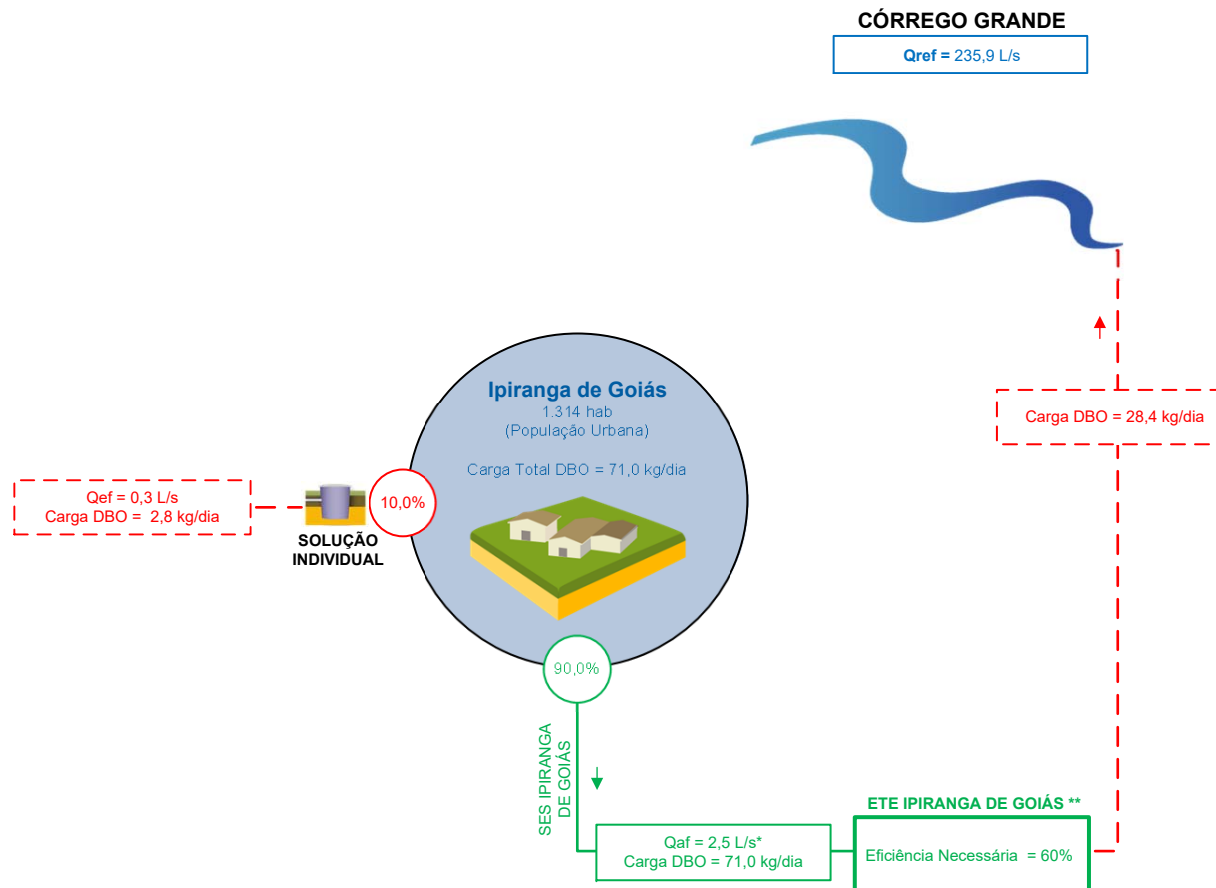 CÓRREGO GRANDE
Qref = 235,9 L/s
Ipiranga de Goiás
1.314 hab
(População Urbana)
Carga Total DBO = 71,0 kg/dia
Carga DBO = 28,4 kg/dia
Qef = 0,3 L/s
Carga DBO = 2,8 kg/dia
10,0%
SOLUÇÃO
INDIVIDUAL
90,0%
SES IPIRANGA
DE GOIÁS
ETE IPIRANGA DE GOIÁS **
Qaf = 2,5 L/s*
Carga DBO = 71,0 kg/dia
Eficiência Necessária = 60%